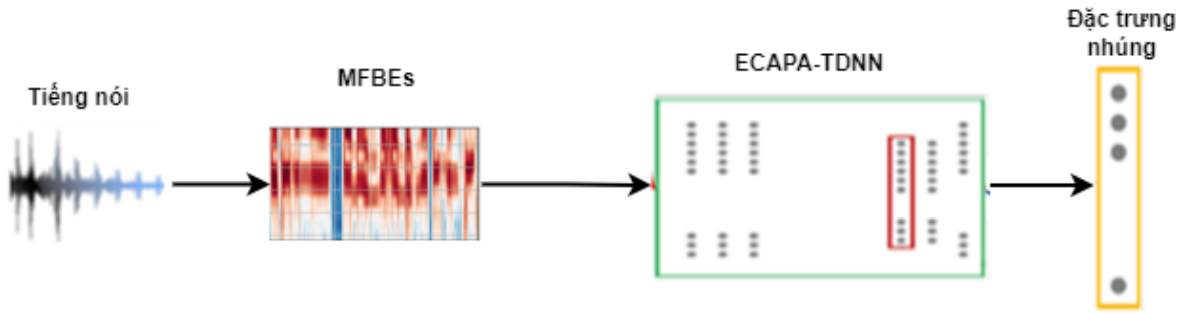 Tiếng nói
MFBEs
ECAPA-TDNN
Đặc trưng
nhúng